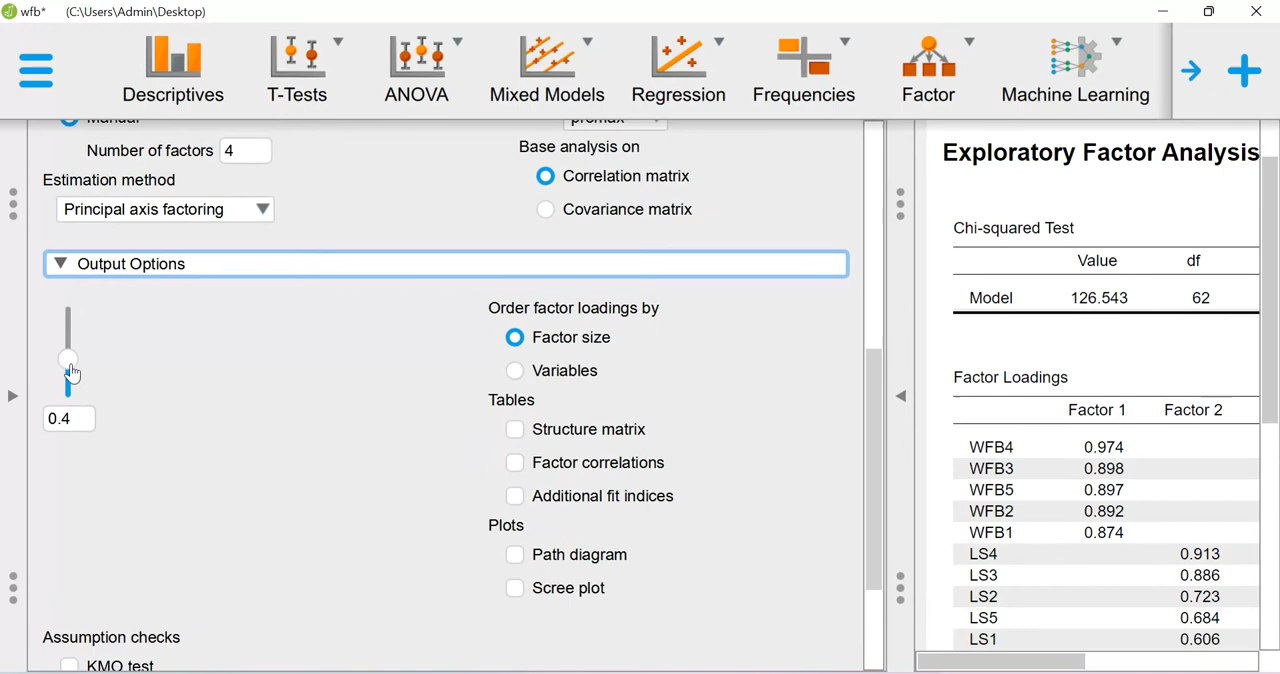 wfb* (C:\Users\Admin\Desktop)
Descriptives T-Tests ANOVA Mixed Models Regression Frequencies Factor Machine Learning
Manual
promax
Number of factors 4
Base analysis on
Estimation method
Correlation matrix
Principal axis factoring
Covariance matrix
Output Options
Order factor loadings by
Factor size
Variables
0.4
Tables
Structure matrix
Factor correlations
Additional fit indices
Plots
Path diagram
Scree plot
Assumption checks
KMO test
Exploratory Factor Analysis
Chi-squared Test
Value df
Model 126.543 62
Factor Loadings
Factor 1 Factor 2
WFB4 0.974
WFB3 0.898
WFB5 0.897
WFB2 0.892
WFB1 0.874
LS4 0.913
LS3 0.886
LS2 0.723
LS5 0.684
LS1 0.606